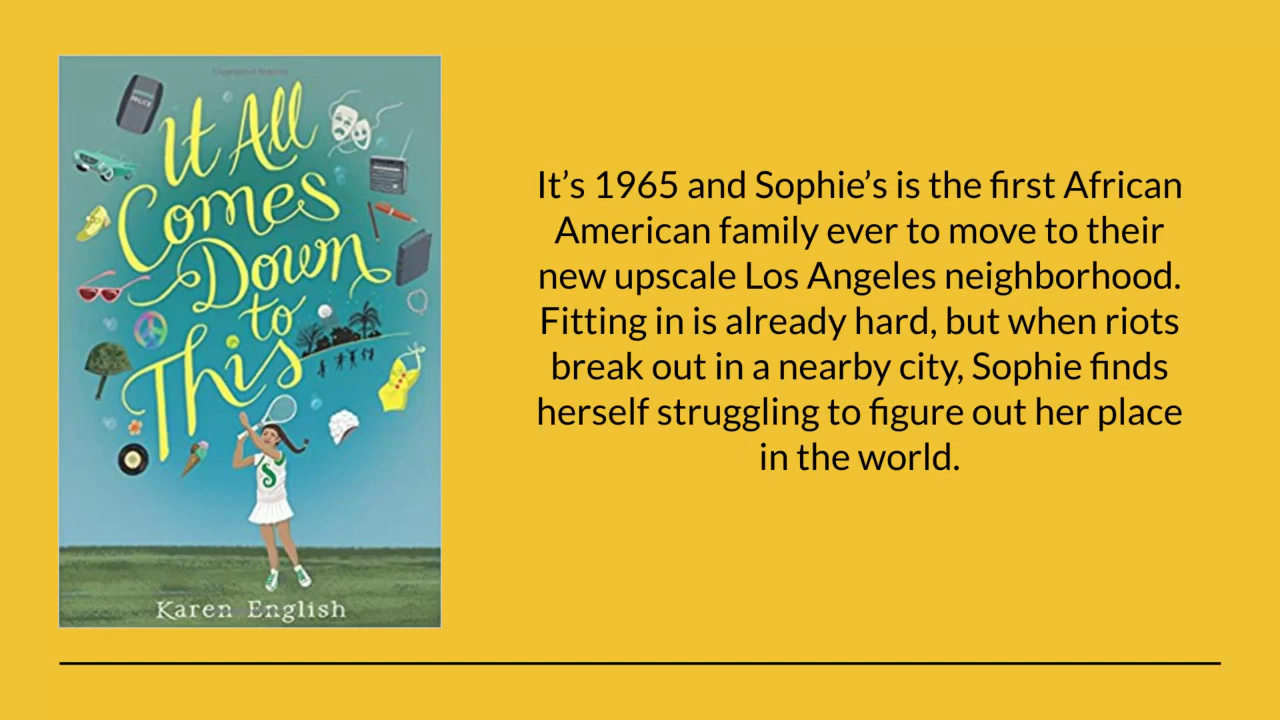 POLICE
It All
Comes
Down
to
This
S
Karen English
It’s 1965 and Sophie’s is the first African
American family ever to move to their
new upscale Los Angeles neighborhood.
Fitting in is already hard, but when riots
break out in a nearby city, Sophie finds
herself struggling to figure out her place
in the world.